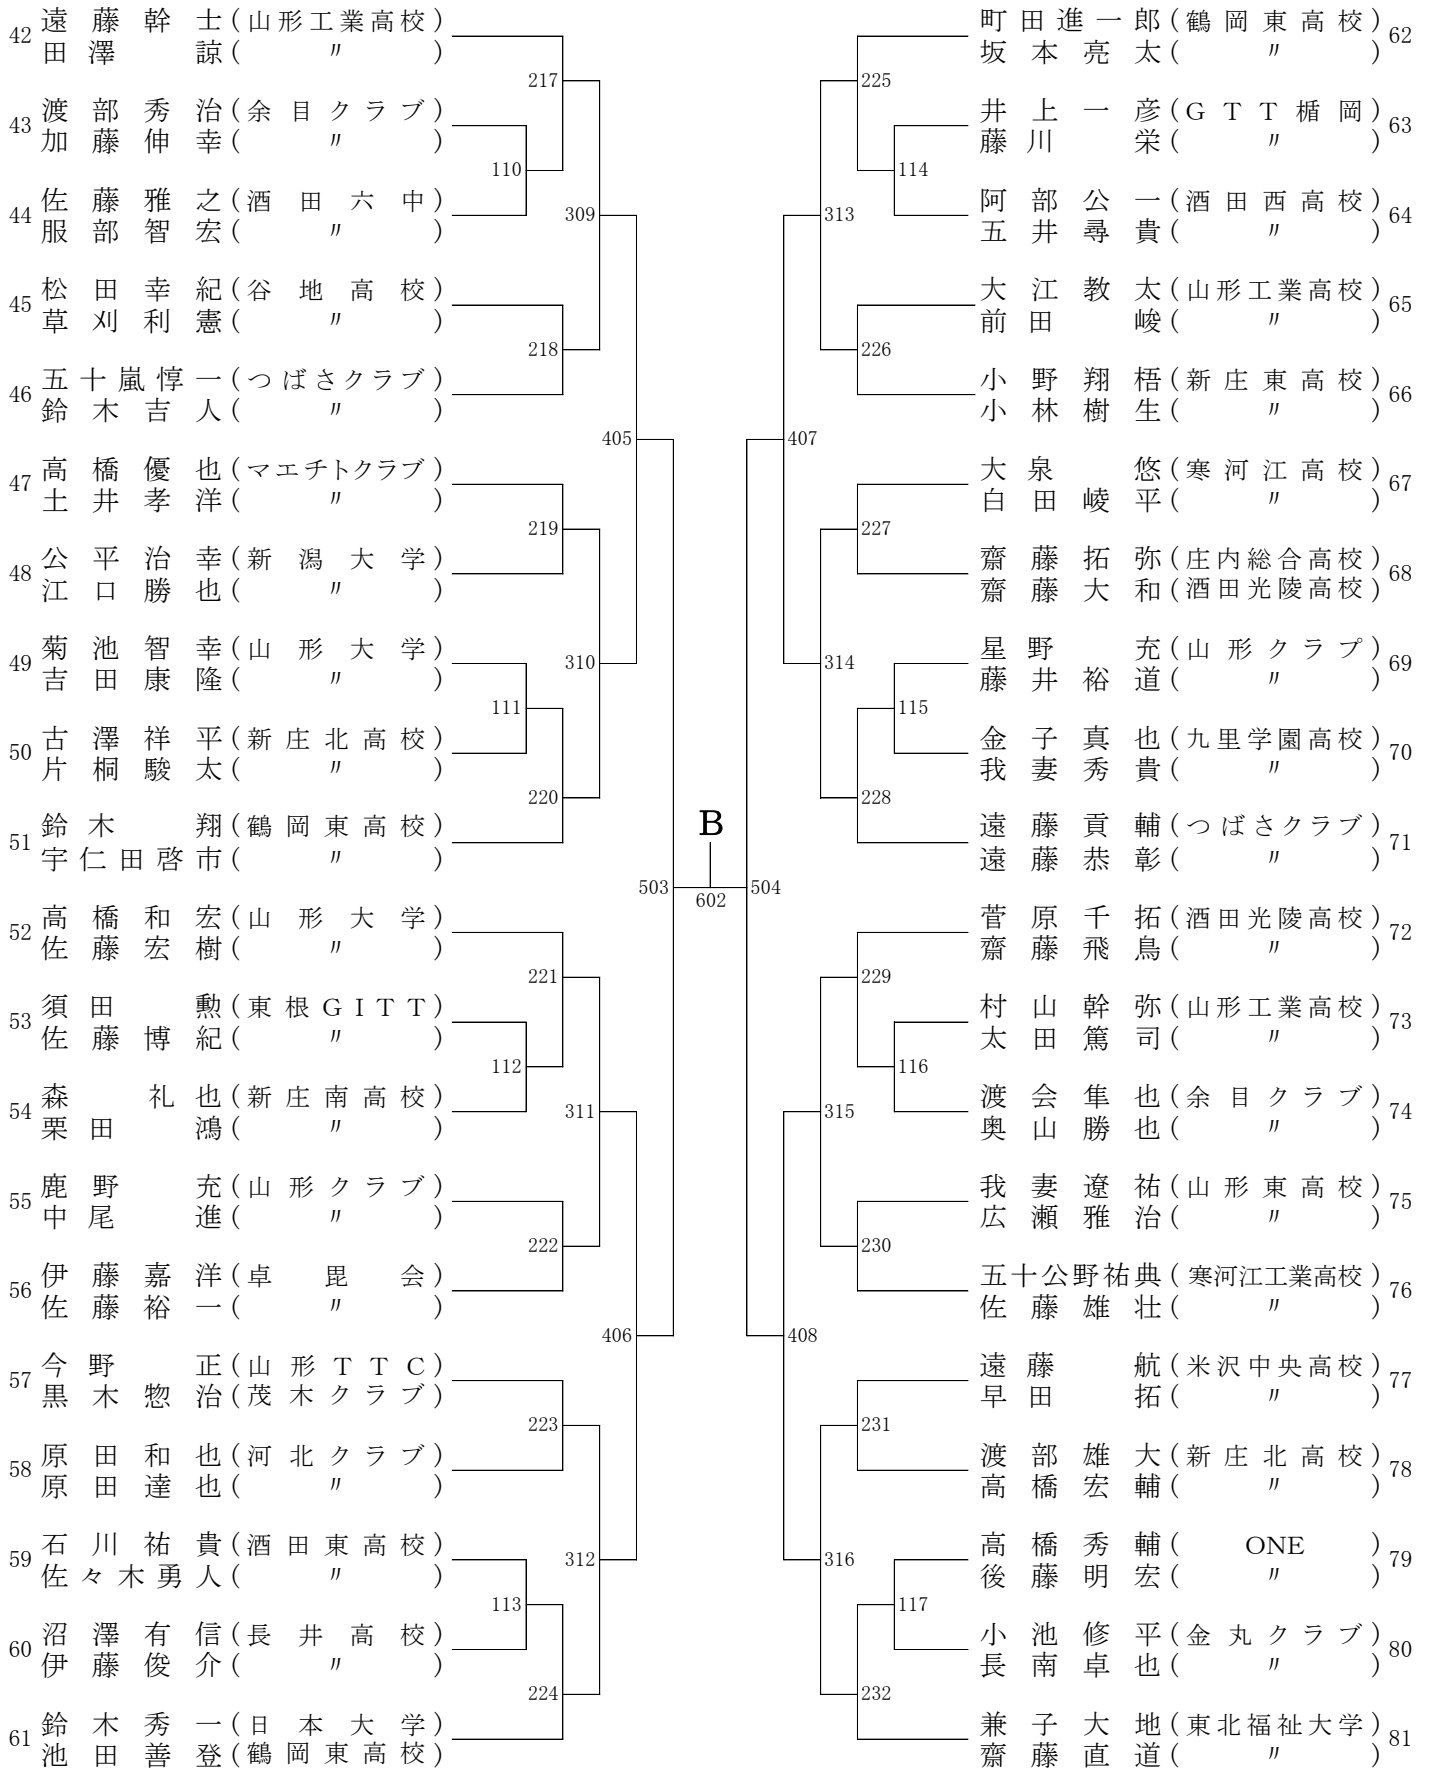 42 遠藤幹士(山形工業高校)
田澤諒(〃)
43 渡部秀治(余目クラブ)
加藤伸幸(〃)
44 佐藤雅之(酒田六中)
服部智宏(〃)
45 松田幸紀(谷地高校)
草刈利憲(〃)
46 五十嵐惇一(つばさクラブ)
鈴木吉人(〃)
47 高橋優也(マエチトクラブ)
土井孝洋(〃)
48 公平治幸(新潟大学)
江口勝也(〃)
49 菊池智幸(山形大学)
吉田康隆(〃)
50 古澤祥平(新庄北高校)
片桐駿太(〃)
51 鈴木翔(鶴岡東高校)
宇仁田啓市(〃)
52 高橋和宏(山形大学)
佐藤宏樹(〃)
53 須田勲(東根GITT)
佐藤博紀(〃)
54 森礼也(新庄南高校)
栗田鴻(〃)
55 鹿野充(山形クラブ)
中尾進(〃)
56 伊藤嘉洋(卓毘会)
佐藤裕一(〃)
57 今野正(山形TTC)
黒木惣治(茂木クラブ)
58 原田和也(河北クラブ)
原田達也(〃)
59 石川祐貴(酒田東高校)
佐々木勇人(〃)
60 沼澤有信(長井高校)
伊藤俊介(〃)
61 鈴木秀一(日本大学)
池田善登(鶴岡東高校)
217
110
309
218
405
219
310
111
220
503
221
112
311
222
406
223
312
113
224
B
602
504
225
114
313
226
407
227
314
115
228
229
116
315
230
408
231
316
117
232
町田進一郎(鶴岡東高校) 62
坂本亮太(〃)
井上一彦(GTT楯岡) 63
藤川栄(〃)
阿部公一(酒田西高校) 64
五井尋貴(〃)
大江教太(山形工業高校) 65
前田峻(〃)
小野翔梧(新庄東高校) 66
小林樹生(〃)
大泉悠(寒河江高校) 67
白田崚平(〃)
齋藤拓弥(庄内総合高校) 68
齋藤大和(酒田光陵高校)
星野充(山形クラブ) 69
藤井裕道(〃)
金子真也(九里学園高校) 70
我妻秀貴(〃)
遠藤貢輔(つばさクラブ) 71
遠藤恭彰(〃)
菅原千拓(酒田光陵高校) 72
齋藤飛鳥(〃)
村山幹弥(山形工業高校) 73
太田篤司(〃)
渡会隼也(余目クラブ) 74
奥山勝也(〃)
我妻遼祐(山形東高校) 75
広瀬雅治(〃)
五十公野祐典(寒河江工業高校) 76
佐藤雄壮(〃)
遠藤航(米沢中央高校) 77
早田拓(〃)
渡部雄大(新庄北高校) 78
高橋宏輔(〃)
高橋秀輔(ONE) 79
後藤明宏(〃)
小池修平(金丸クラブ) 80
長南卓也(〃)
兼子大地(東北福祉大学) 81
齋藤直道(〃)